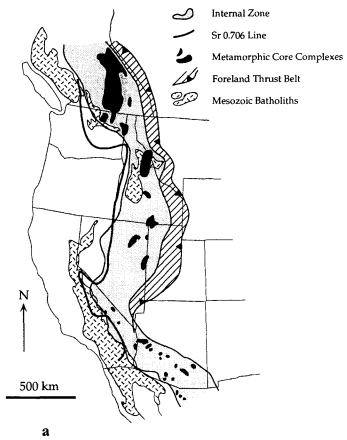 Internal Zone
Sr 0.706 Line
Metamorphic Core Complexes
Foreland Thrust Belt
Mesozoic Batholiths
N
500 km
a